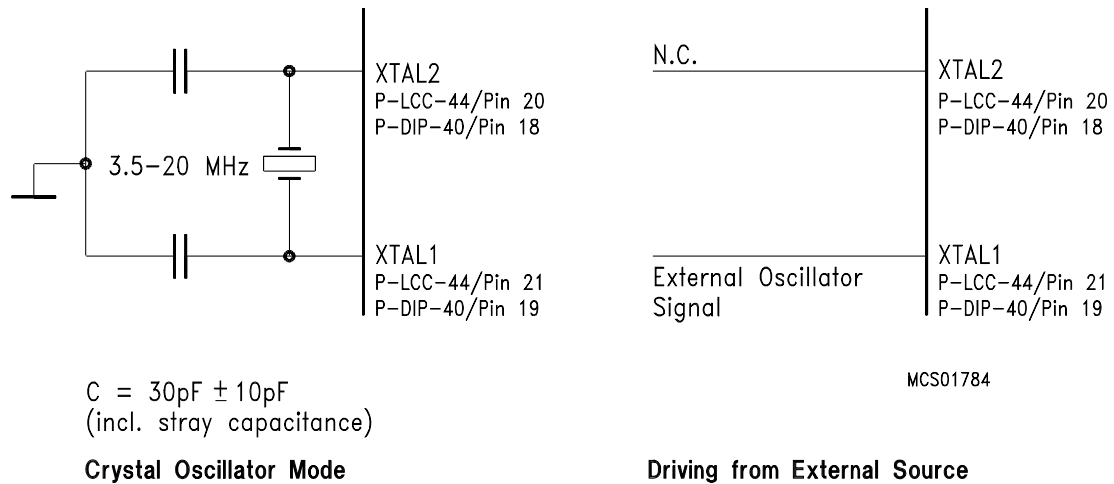 XTAL2
P-LCC-44/Pin 20
P-DIP-40/Pin 18
3.5-20 MHz
XTAL1
P-LCC-44/Pin 21
P-DIP-40/Pin 19
C = 30pF ± 10pF
(incl. stray capacitance)
Crystal Oscillator Mode
N.C.
XTAL2
P-LCC-44/Pin 20
P-DIP-40/Pin 18
External Oscillator
Signal
XTAL1
P-LCC-44/Pin 21
P-DIP-40/Pin 19
MCS01784
Driving from External Source